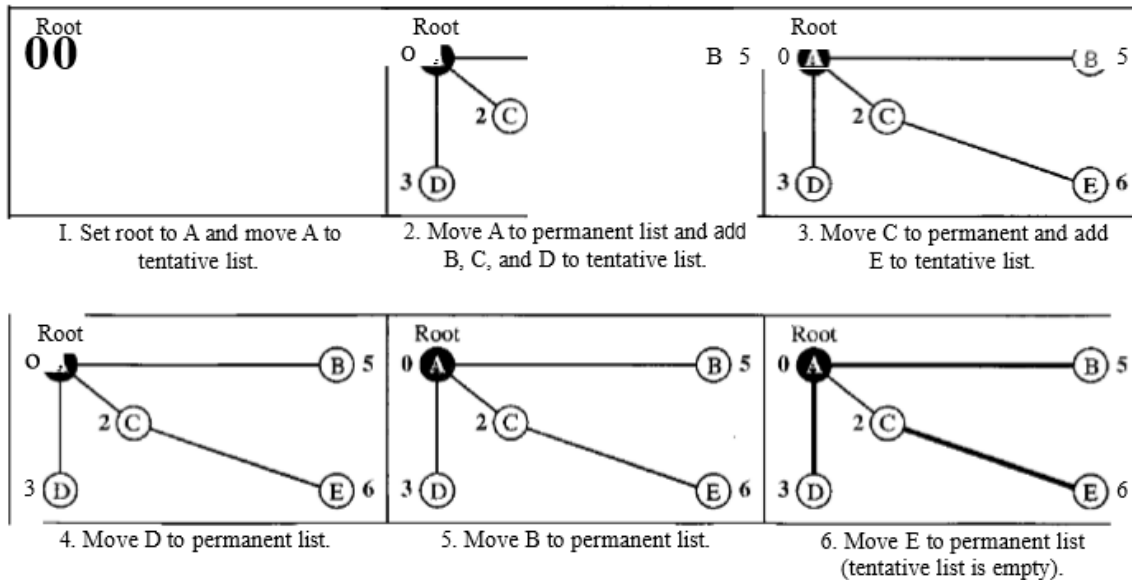 Root
00
Root
O A B 5
2 C
3 D
Root
0 A B 5
2 C
3 D E 6
1. Set root to A and move A to
tentative list.
2. Move A to permanent list and add
B, C, and D to tentative list.
3. Move C to permanent and add
E to tentative list.
Root
O A B 5
2 C
3 D E 6
Root
0 A B 5
2 C
3 D E 6
Root
0 A B 5
2 C
3 D E 6
4. Move D to permanent list.
5. Move B to permanent list.
6. Move E to permanent list
(tentative list is empty).